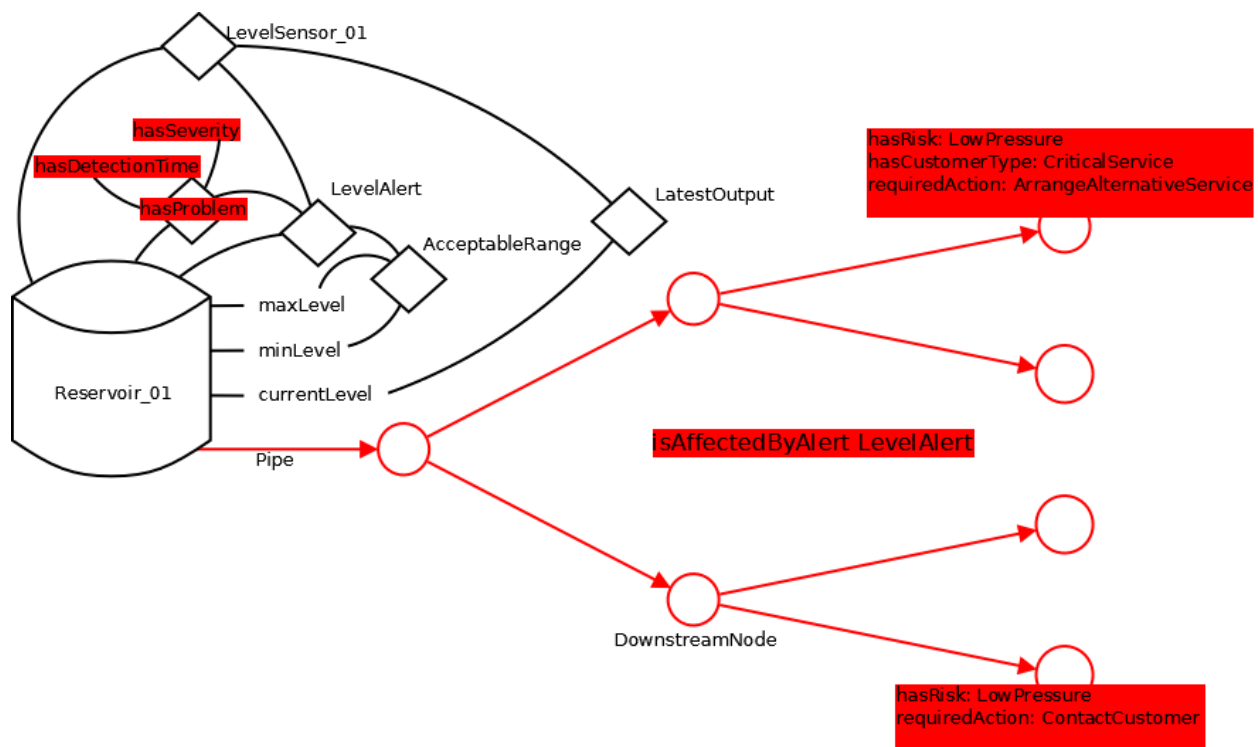 LevelSensor_01
hasSeverity
hasDetectionTime
hasProblem
LevelAlert
LatestOutput
AcceptableRange
maxLevel
minLevel
currentLevel
Reservoir_01
Pipe
hasRisk: LowPressure
hasCustomerType: CriticalService
requiredAction: ArrangeAlternativeService
isAffectedByAlert LevelAlert
DownstreamNode
hasRisk: LowPressure
requiredAction: ContactCustomer